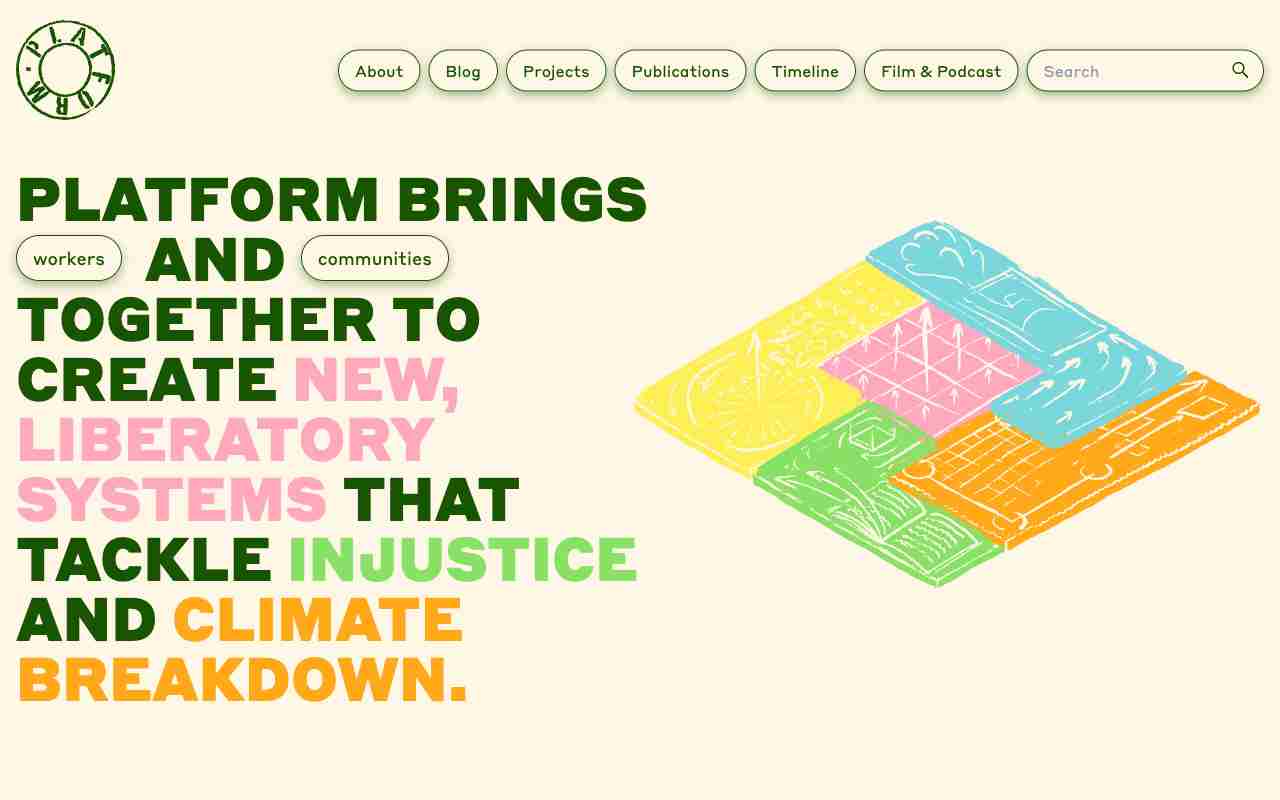 PLATFORM
About Blog Projects Publications Timeline Film & Podcast Search
PLATFORM BRINGS
workers AND communities
TOGETHER TO
CREATE NEW,
LIBERATORY
SYSTEMS THAT
TACKLE INJUSTICE
AND CLIMATE
BREAKDOWN.